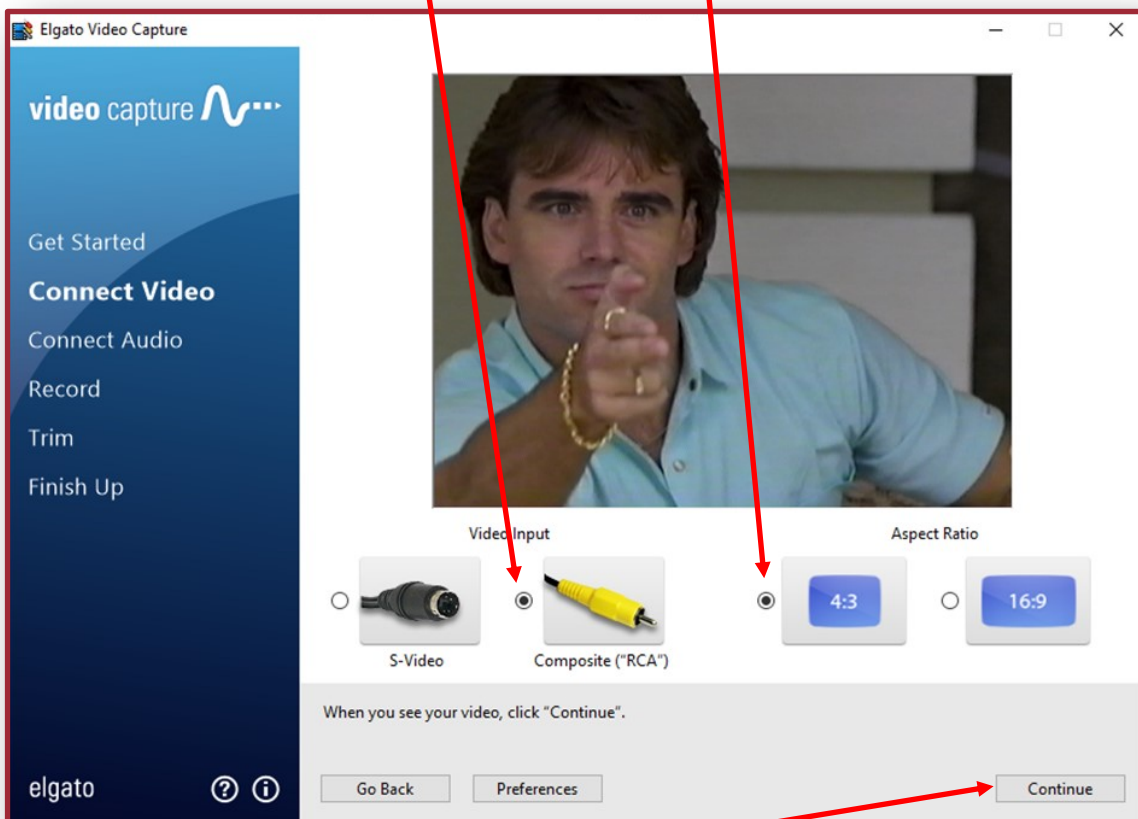 Elgato Video Capture
video capture
Get Started
Connect Video
Connect Audio
Record
Trim
Finish Up
Video Input
Aspect Ratio
4:3
16:9
S-Video
Composite ("RCA")
When you see your video, click "Continue".
elgato
Go Back
Preferences
Continue